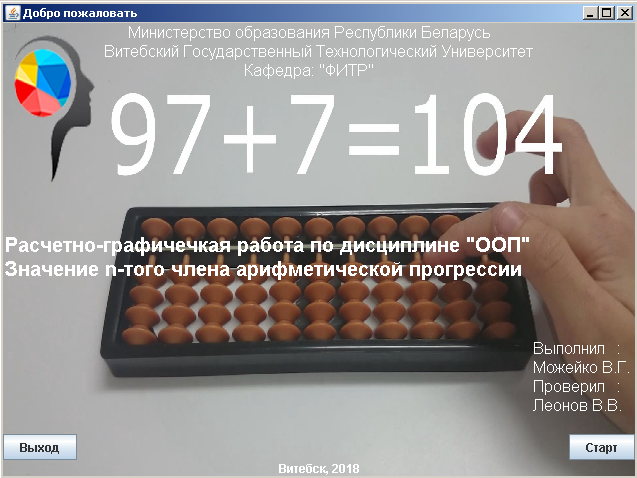 Добро пожаловать
Министерство образования Республики Беларусь
Витебский Государственный Технологический Университет
Кафедра: "ФИТР"
97+7=104
Расчетно-графичечкая работа по дисциплине "ООП"
Значение n-того члена арифметической прогрессии
Выполнил :
Можейко В.Г.
Проверил :
Леонов В.В.
Выход
Старт
Витебск, 2018